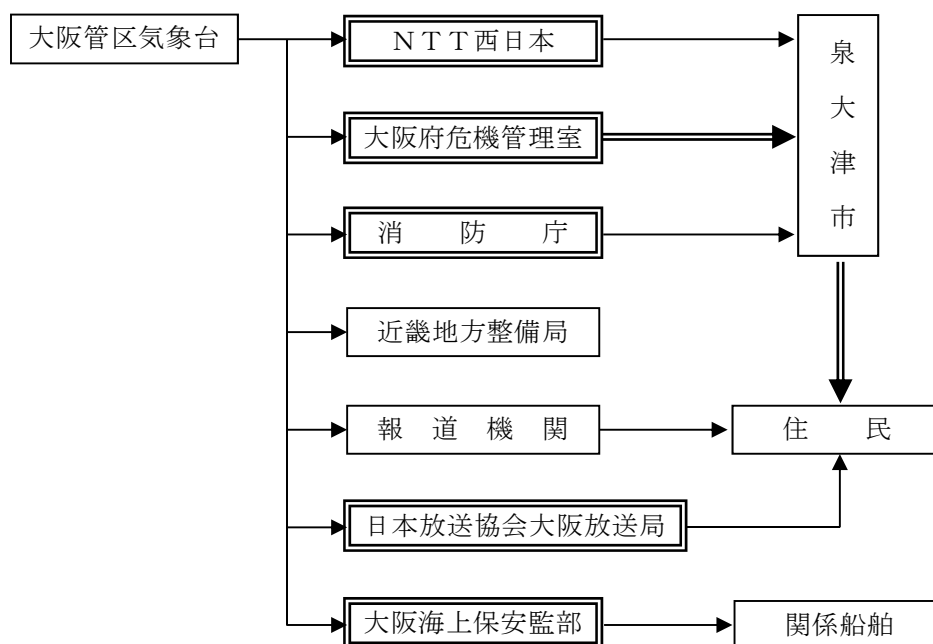 大阪管区気象台
ＮＴＴ西日本
大阪府危機管理室
消　防　庁
近畿地方整備局
報　道　機　関
日本放送協会大阪放送局
大阪海上保安監部
泉大津市
住　民
関係船舶